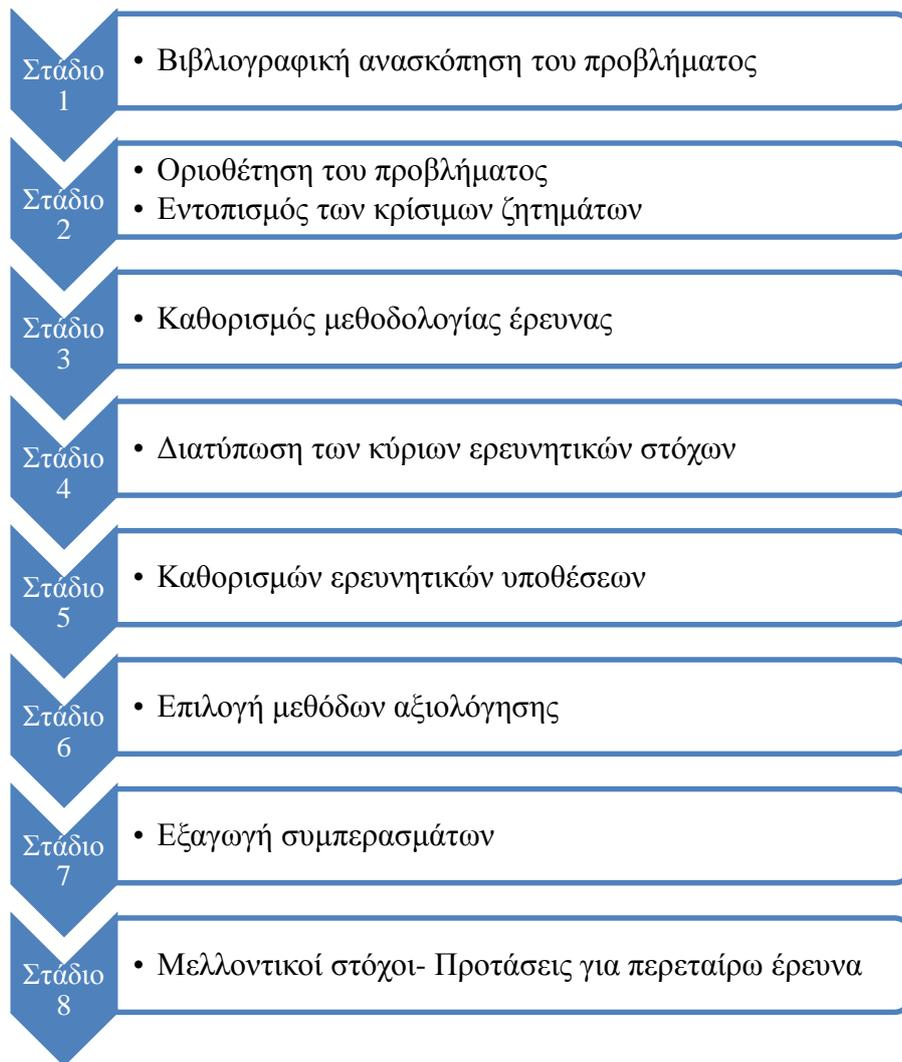 Στάδιο
1
• Βιβλιογραφική ανασκόπηση του προβλήματος
Στάδιο
2
• Οριοθέτηση του προβλήματος
• Εντοπισμός των κρίσιμων ζητημάτων
Στάδιο
3
• Καθορισμός μεθοδολογίας έρευνας
Στάδιο
4
• Διατύπωση των κύριων ερευνητικών στόχων
Στάδιο
5
• Καθορισμών ερευνητικών υποθέσεων
Στάδιο
6
• Επιλογή μεθόδων αξιολόγησης
Στάδιο
7
• Εξαγωγή συμπερασμάτων
Στάδιο
8
• Μελλοντικοί στόχοι- Προτάσεις για περεταίρω έρευνα